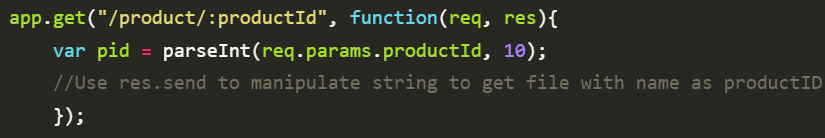 app.get("/product/:productId", function(req, res){
    var pid = parseInt(req.params.productId, 10);
    //Use res.send to manipulate string to get file with name as productID
    });